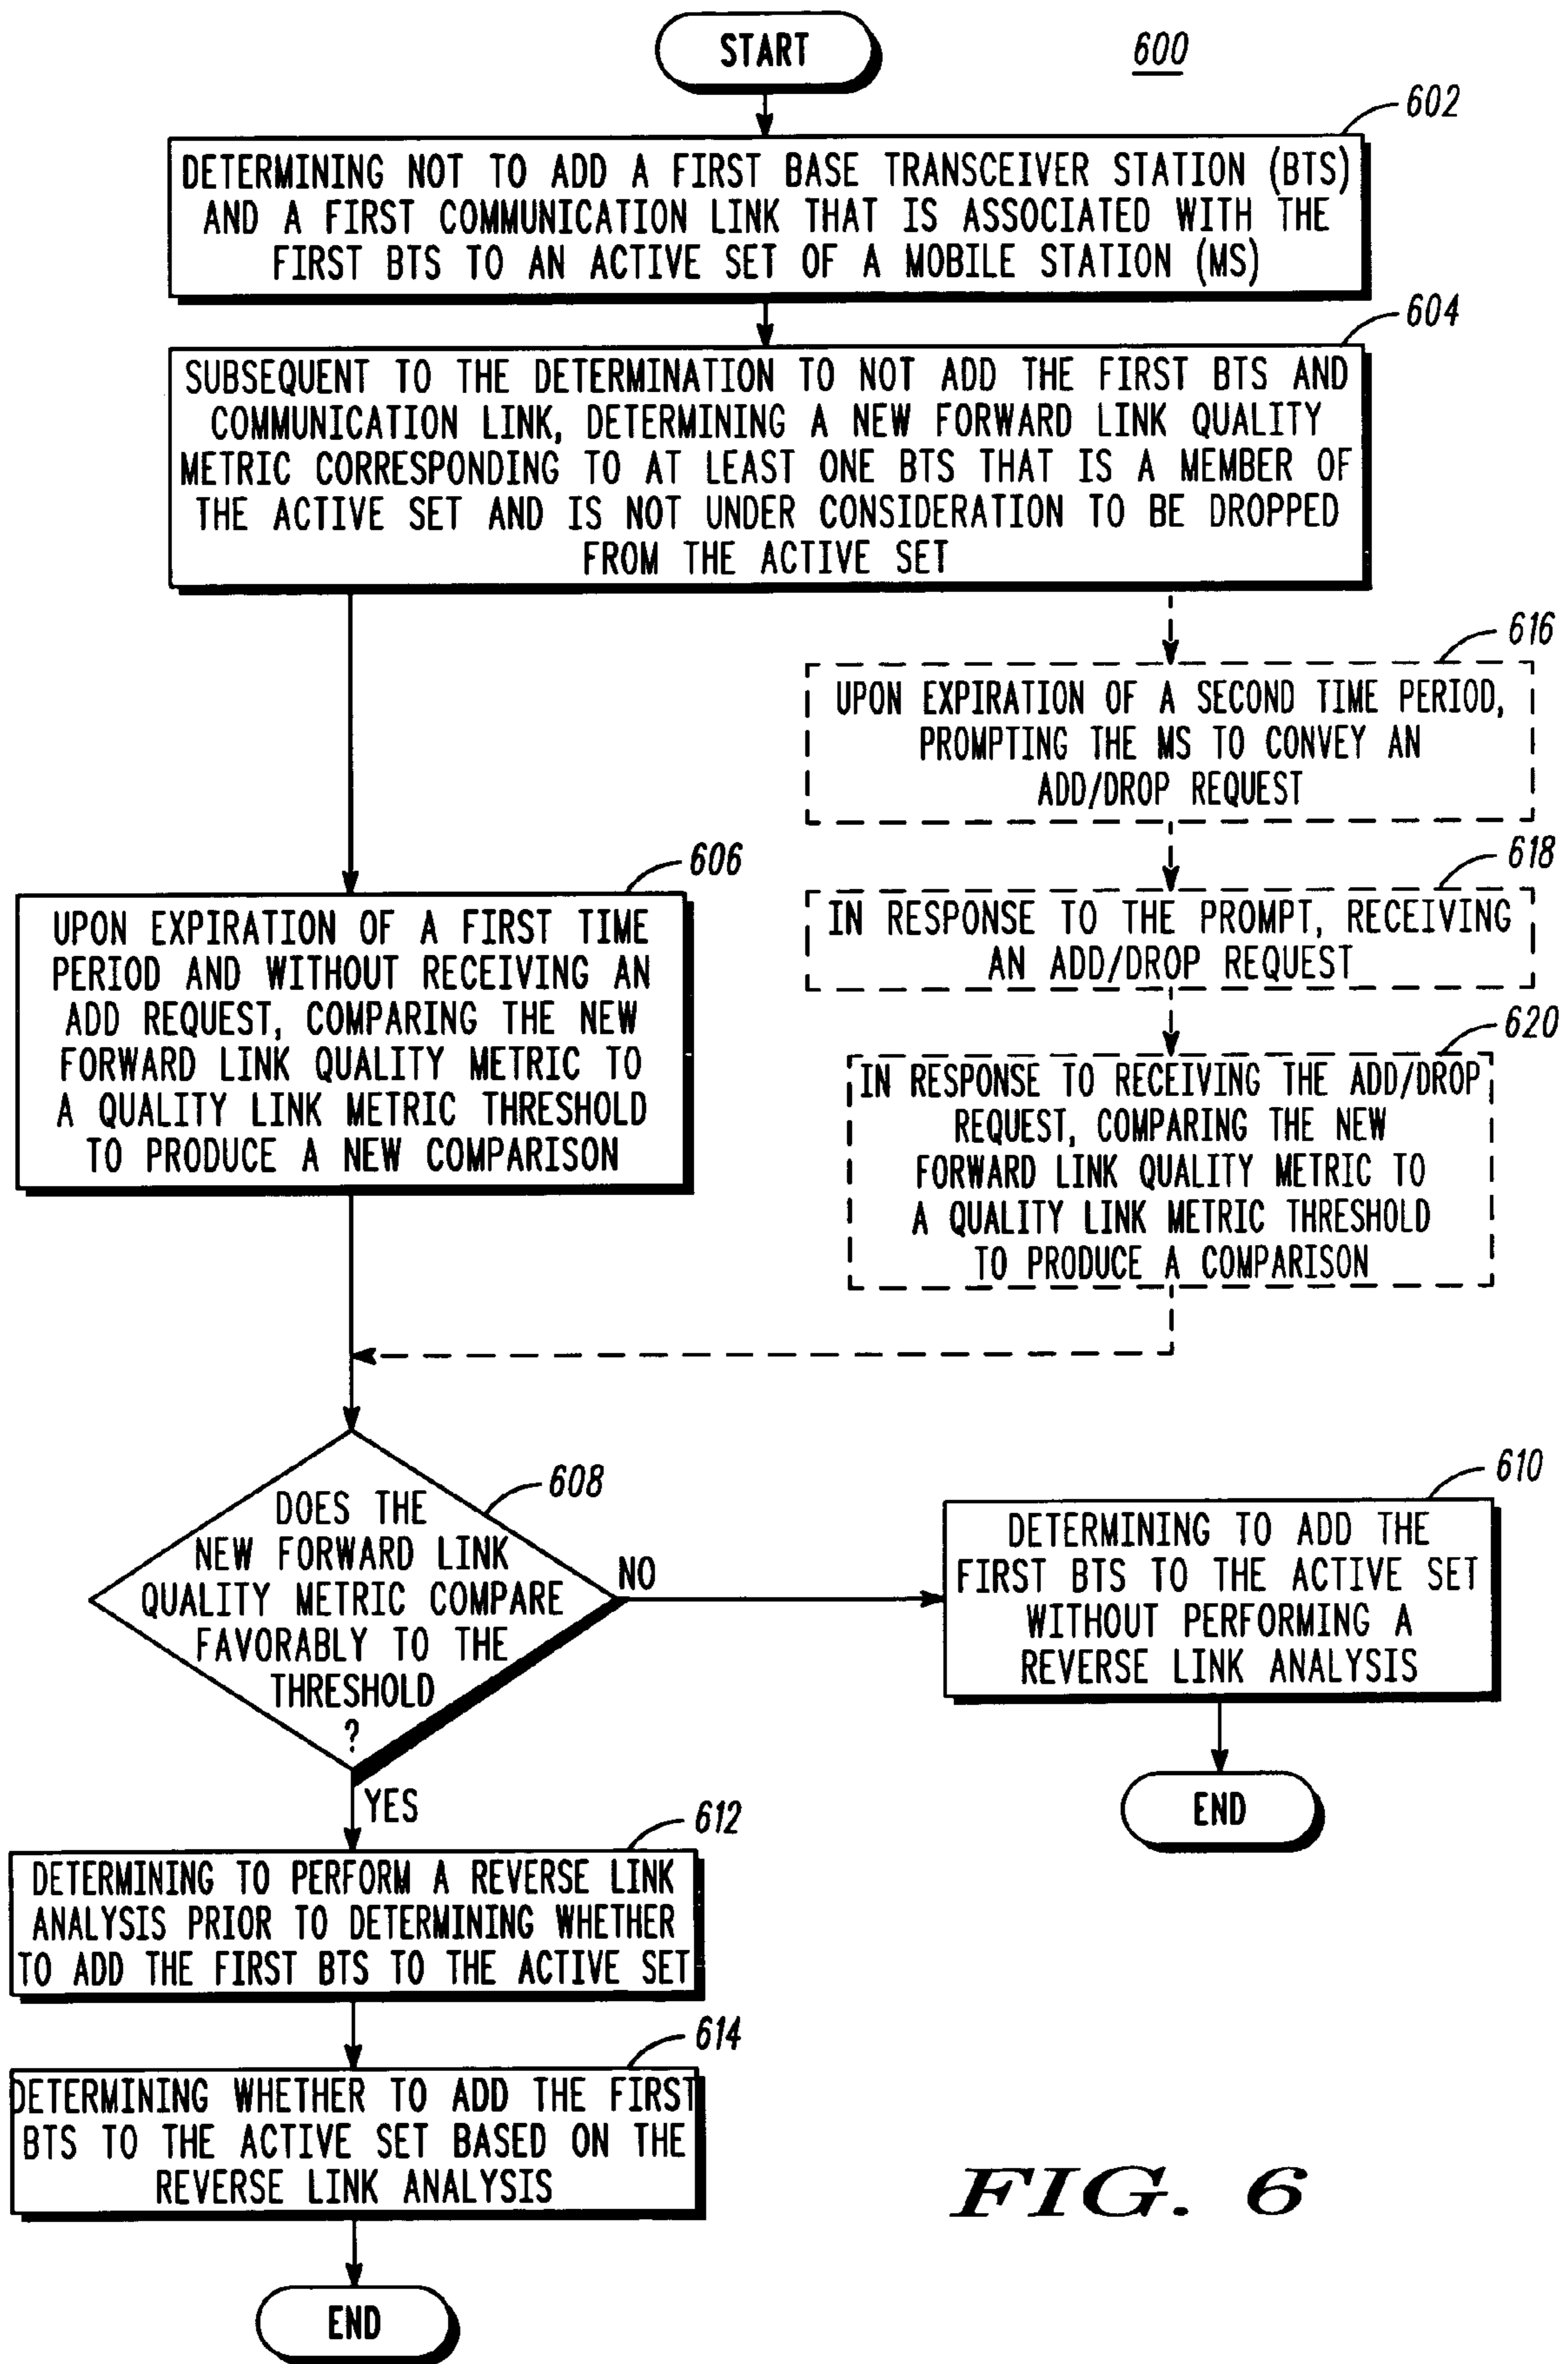 START
600
602
DETERMINING NOT TO ADD A FIRST BASE TRANSCEIVER STATION (BTS)
AND A FIRST COMMUNICATION LINK THAT IS ASSOCIATED WITH THE
FIRST BTS TO AN ACTIVE SET OF A MOBILE STATION (MS)
604
SUBSEQUENT TO THE DETERMINATION TO NOT ADD THE FIRST BTS AND
COMMUNICATION LINK, DETERMINING A NEW FORWARD LINK QUALITY
METRIC CORRESPONDING TO AT LEAST ONE BTS THAT IS A MEMBER OF
THE ACTIVE SET AND IS NOT UNDER CONSIDERATION TO BE DROPPED
FROM THE ACTIVE SET
616
UPON EXPIRATION OF A SECOND TIME PERIOD,
PROMPTING THE MS TO CONVEY AN
ADD/DROP REQUEST
618
IN RESPONSE TO THE PROMPT, RECEIVING
AN ADD/DROP REQUEST
620
IN RESPONSE TO RECEIVING THE ADD/DROP
REQUEST, COMPARING THE NEW
FORWARD LINK QUALITY METRIC TO
A QUALITY LINK METRIC THRESHOLD
TO PRODUCE A COMPARISON
606
UPON EXPIRATION OF A FIRST TIME
PERIOD AND WITHOUT RECEIVING AN
ADD REQUEST, COMPARING THE NEW
FORWARD LINK QUALITY METRIC TO
A QUALITY LINK METRIC THRESHOLD
TO PRODUCE A NEW COMPARISON
608
DOES THE
NEW FORWARD LINK
QUALITY METRIC COMPARE
FAVORABLY TO THE
THRESHOLD
?
NO
610
DETERMINING TO ADD THE
FIRST BTS TO THE ACTIVE SET
WITHOUT PERFORMING A
REVERSE LINK ANALYSIS
END
YES
612
DETERMINING TO PERFORM A REVERSE LINK
ANALYSIS PRIOR TO DETERMINING WHETHER
TO ADD THE FIRST BTS TO THE ACTIVE SET
614
DETERMINING WHETHER TO ADD THE FIRST
BTS TO THE ACTIVE SET BASED ON THE
REVERSE LINK ANALYSIS
END
FIG. 6